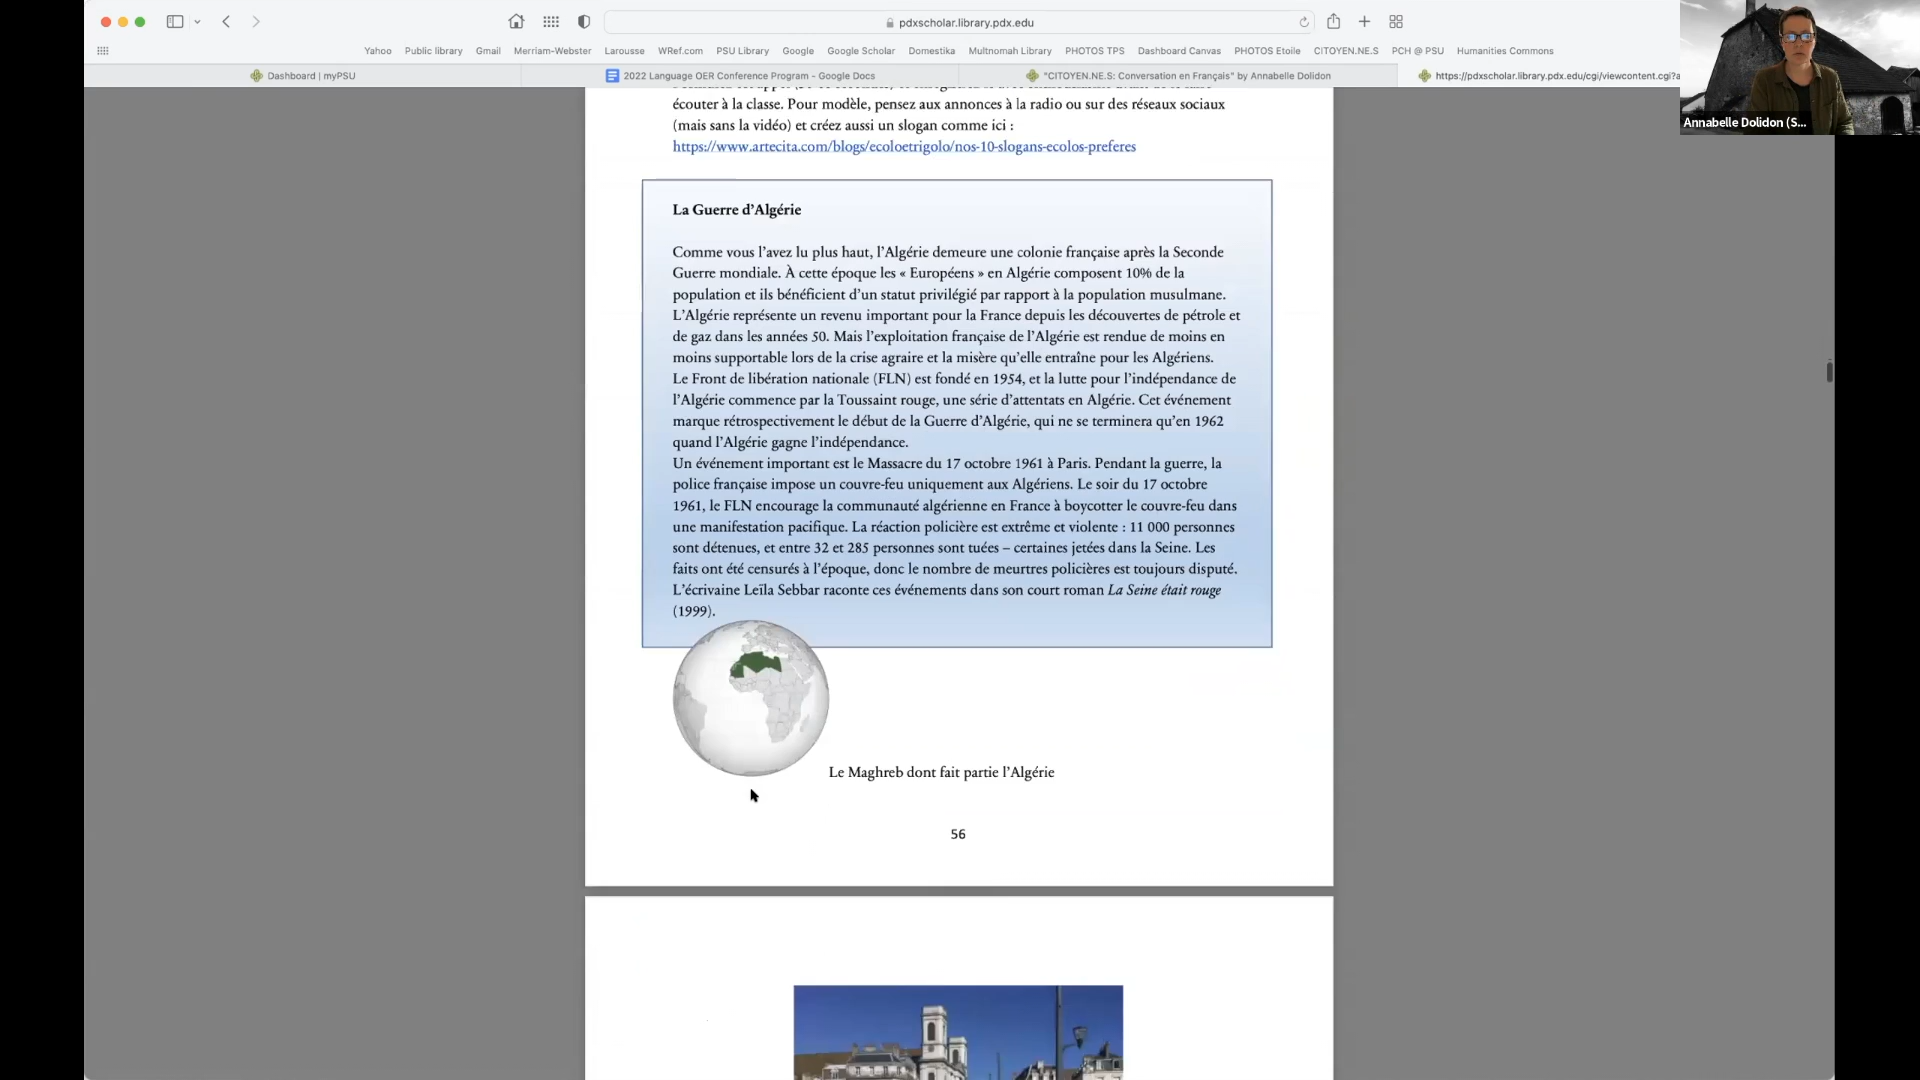 pdxscholar.library.pdx.edu
Yahoo Public library Gmail Merriam-Webster Larousse WRef.com PSU Library Google Google Scholar Domestika Multnomah Library PHOTOS TPS Dashboard Canvas PHOTOS Etoile CITOYEN.NE.S PCH @ PSU Humanities Commons
Dashboard | myPSU
2022 Language OER Conference Program - Google Docs
"CITOYEN.NE.S: Conversation en Français" by Annabelle Dolidon
https://pdxscholar.library.pdx.edu/cgi/viewcontent.cgi?a
Annabelle Dolidon (S...
écouter à la classe. Pour modèle, pensez aux annonces à la radio ou sur des réseaux sociaux
(mais sans la vidéo) et créez aussi un slogan comme ici :
https://www.artecita.com/blogs/ecoloetrigolo/nos-10-slogans-ecolos-preferes
La Guerre d'Algérie
Comme vous l'avez lu plus haut, l'Algérie demeure une colonie française après la Seconde
Guerre mondiale. À cette époque les « Européens » en Algérie composent 10% de la
population et ils bénéficient d'un statut privilégié par rapport à la population musulmane.
L'Algérie représente un revenu important pour la France depuis les découvertes de pétrole et
de gaz dans les années 50. Mais l'exploitation française de l'Algérie est rendue de moins en
moins supportable lors de la crise agraire et la misère qu'elle entraîne pour les Algériens.
Le Front de libération nationale (FLN) est fondé en 1954, et la lutte pour l'indépendance de
l'Algérie commence par la Toussaint rouge, une série d'attentats en Algérie. Cet événement
marque rétrospectivement le début de la Guerre d'Algérie, qui ne se terminera qu'en 1962
quand l'Algérie gagne l'indépendance.
Un événement important est le Massacre du 17 octobre 1961 à Paris. Pendant la guerre, la
police française impose un couvre-feu uniquement aux Algériens. Le soir du 17 octobre
1961, le FLN encourage la communauté algérienne en France à boycotter le couvre-feu dans
une manifestation pacifique. La réaction policière est extrême et violente : 11 000 personnes
sont détenues, et entre 32 et 285 personnes sont tuées – certaines jetées dans la Seine. Les
faits ont été censurés à l'époque, donc le nombre de meurtres policières est toujours disputé.
L'écrivaine Leïla Sebbar raconte ces événements dans son court roman La Seine était rouge
(1999).
Le Maghreb dont fait partie l'Algérie
56